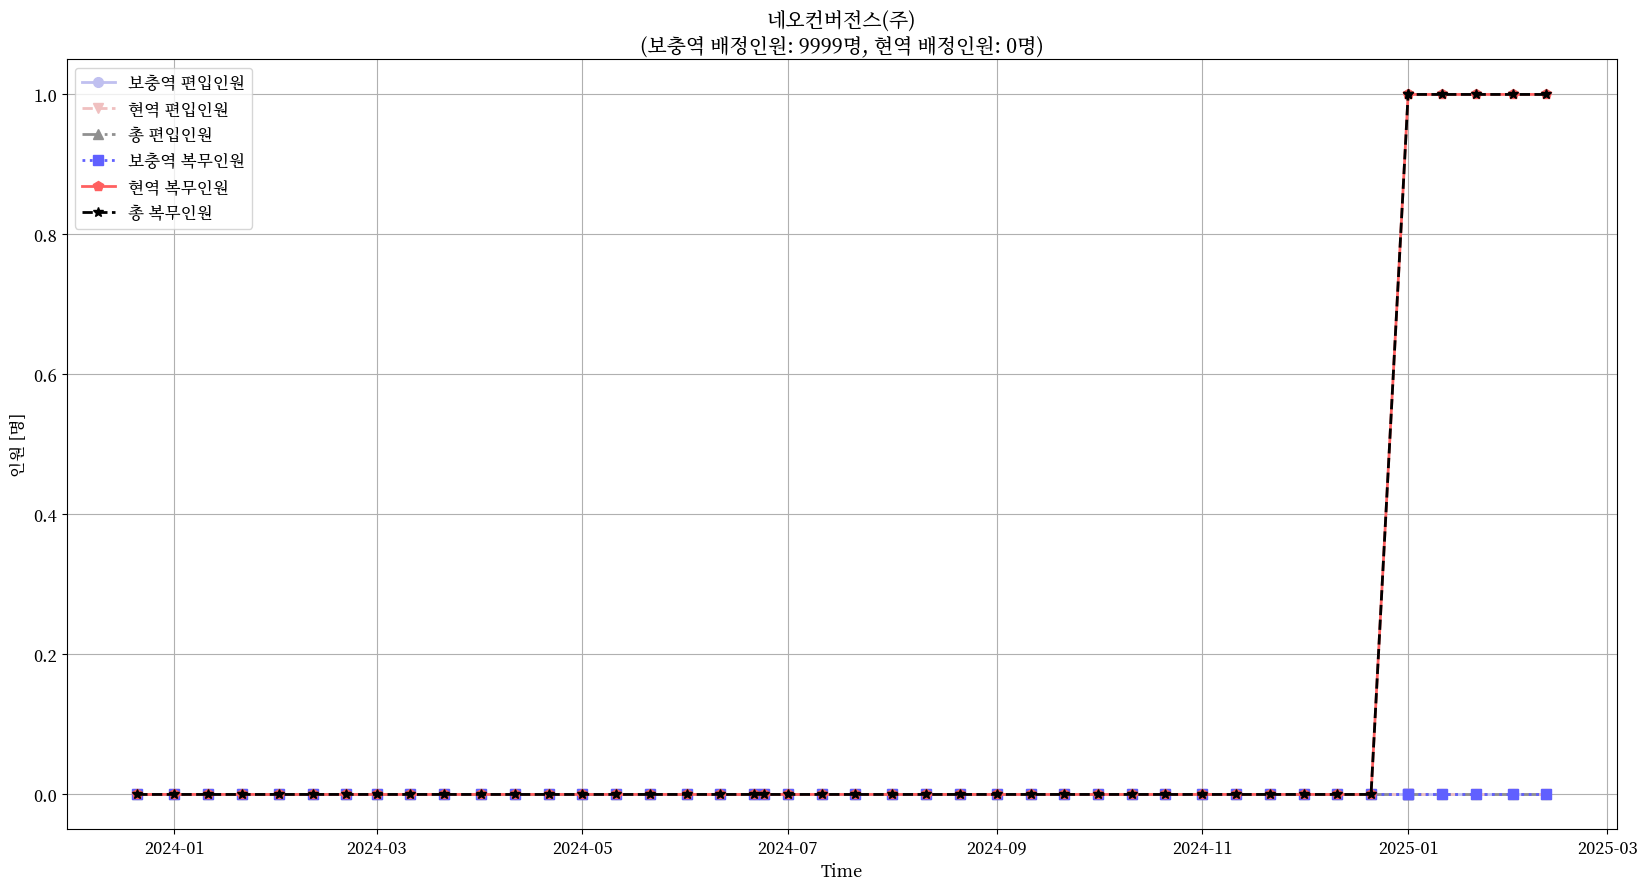 네오컨버전스(주)
(보충역 배정인원: 9999명, 현역 배정인원: 0명)
보충역 편입인원
현역 편입인원
총 편입인원
보충역 복무인원
현역 복무인원
총 복무인원
인원 [명]
1.0
0.8
0.6
0.4
0.2
0.0
2024-01 2024-03 2024-05 2024-07 2024-09 2024-11 2025-01 2025-03
Time